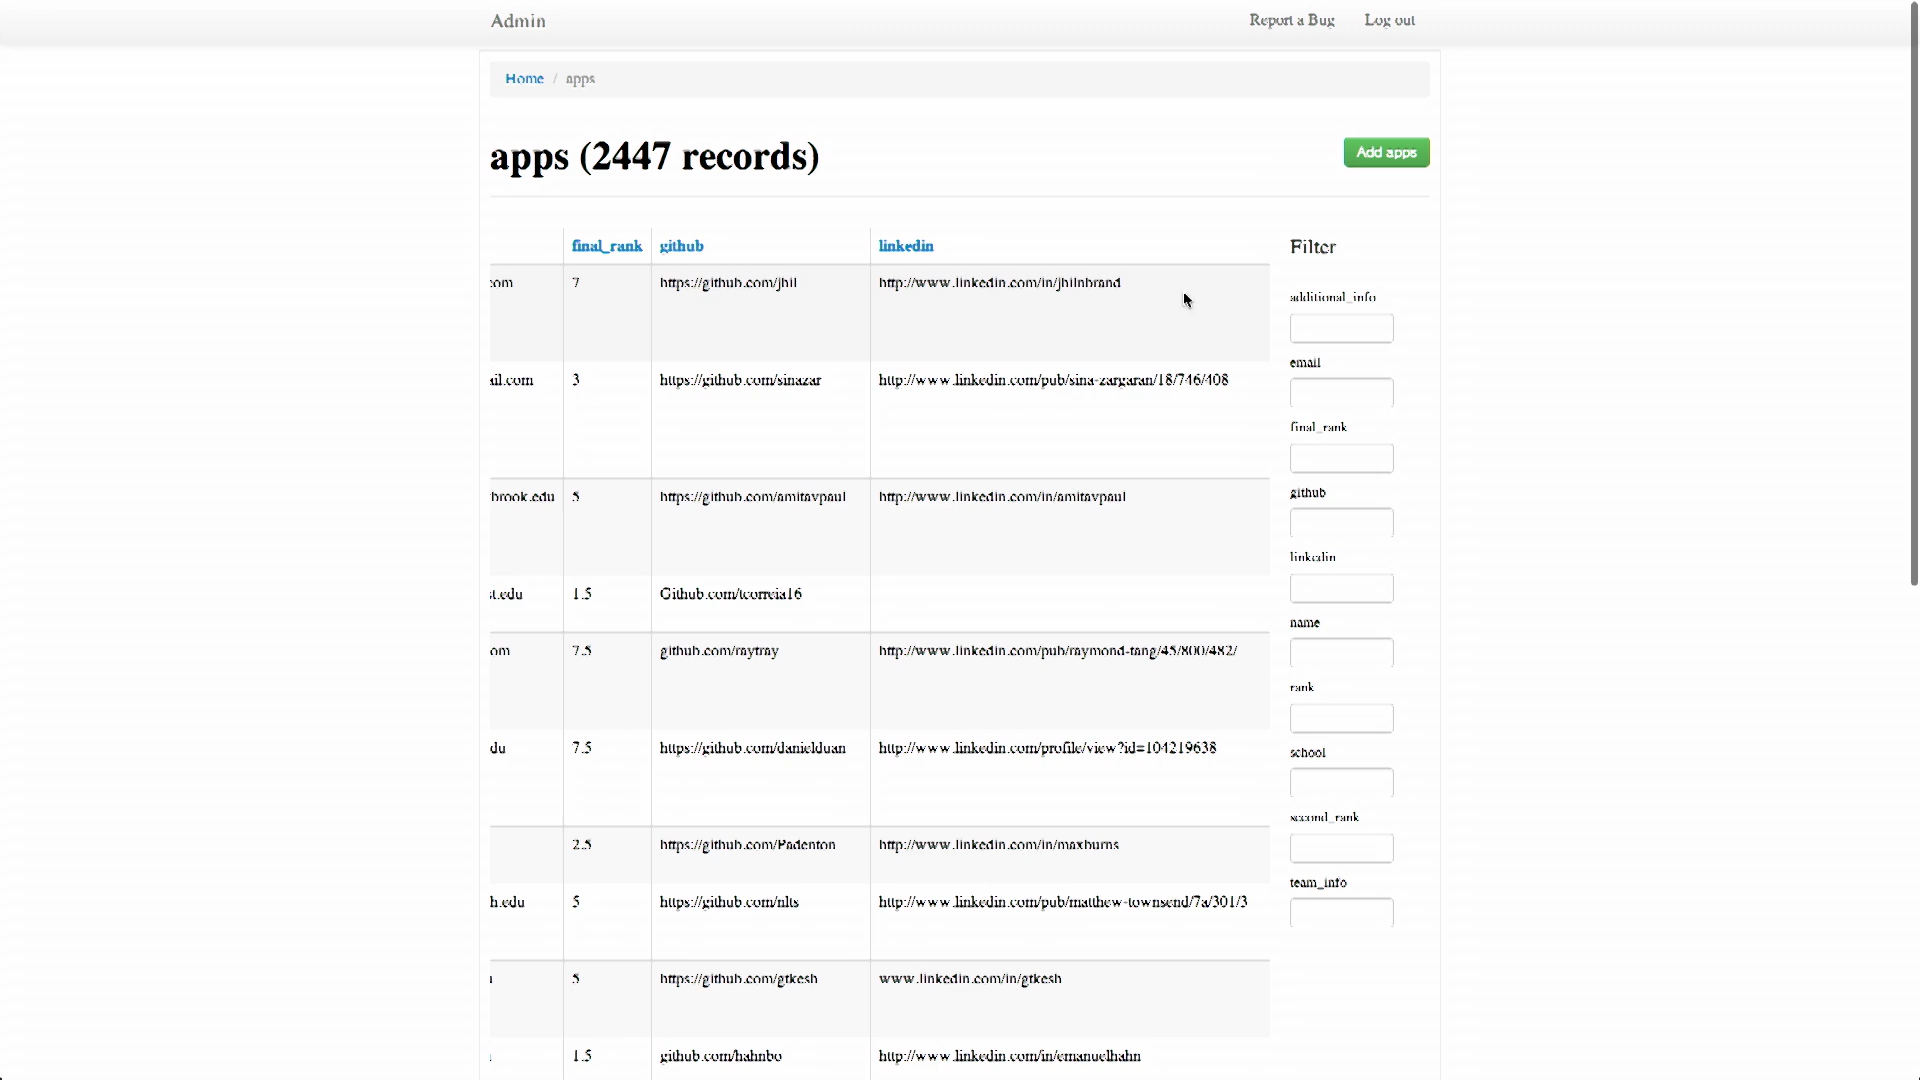 Admin
Report a Bug
Log out
Home / apps
apps (2447 records)
Add apps
final_rank github linkedin
com 7 https://github.com/jhil http://www.linkedin.com/in/jhilnbrand
ail.com 3 https://github.com/sinazar http://www.linkedin.com/pub/sina-zargaran/18/746/408
brook.edu 5 https://github.com/amitavpaul http://www.linkedin.com/in/amitavpaul
st.edu 1.5 Github.com/tcorreia16
om 7.5 github.com/raytray http://www.linkedin.com/pub/raymond-tang/45/800/482/
du 7.5 https://github.com/danielduan http://www.linkedin.com/profile/view?id=104219638
2.5 https://github.com/Padenton http://www.linkedin.com/in/maxburns
h.edu 5 https://github.com/nlts http://www.linkedin.com/pub/matthew-townsend/7a/301/3
5 https://github.com/gtkesh www.linkedin.com/in/gtkesh
1.5 github.com/hahnbo http://www.linkedin.com/in/emanuelhahn
Filter
additional_info
email
final_rank
github
linkedin
name
rank
school
second_rank
team_info